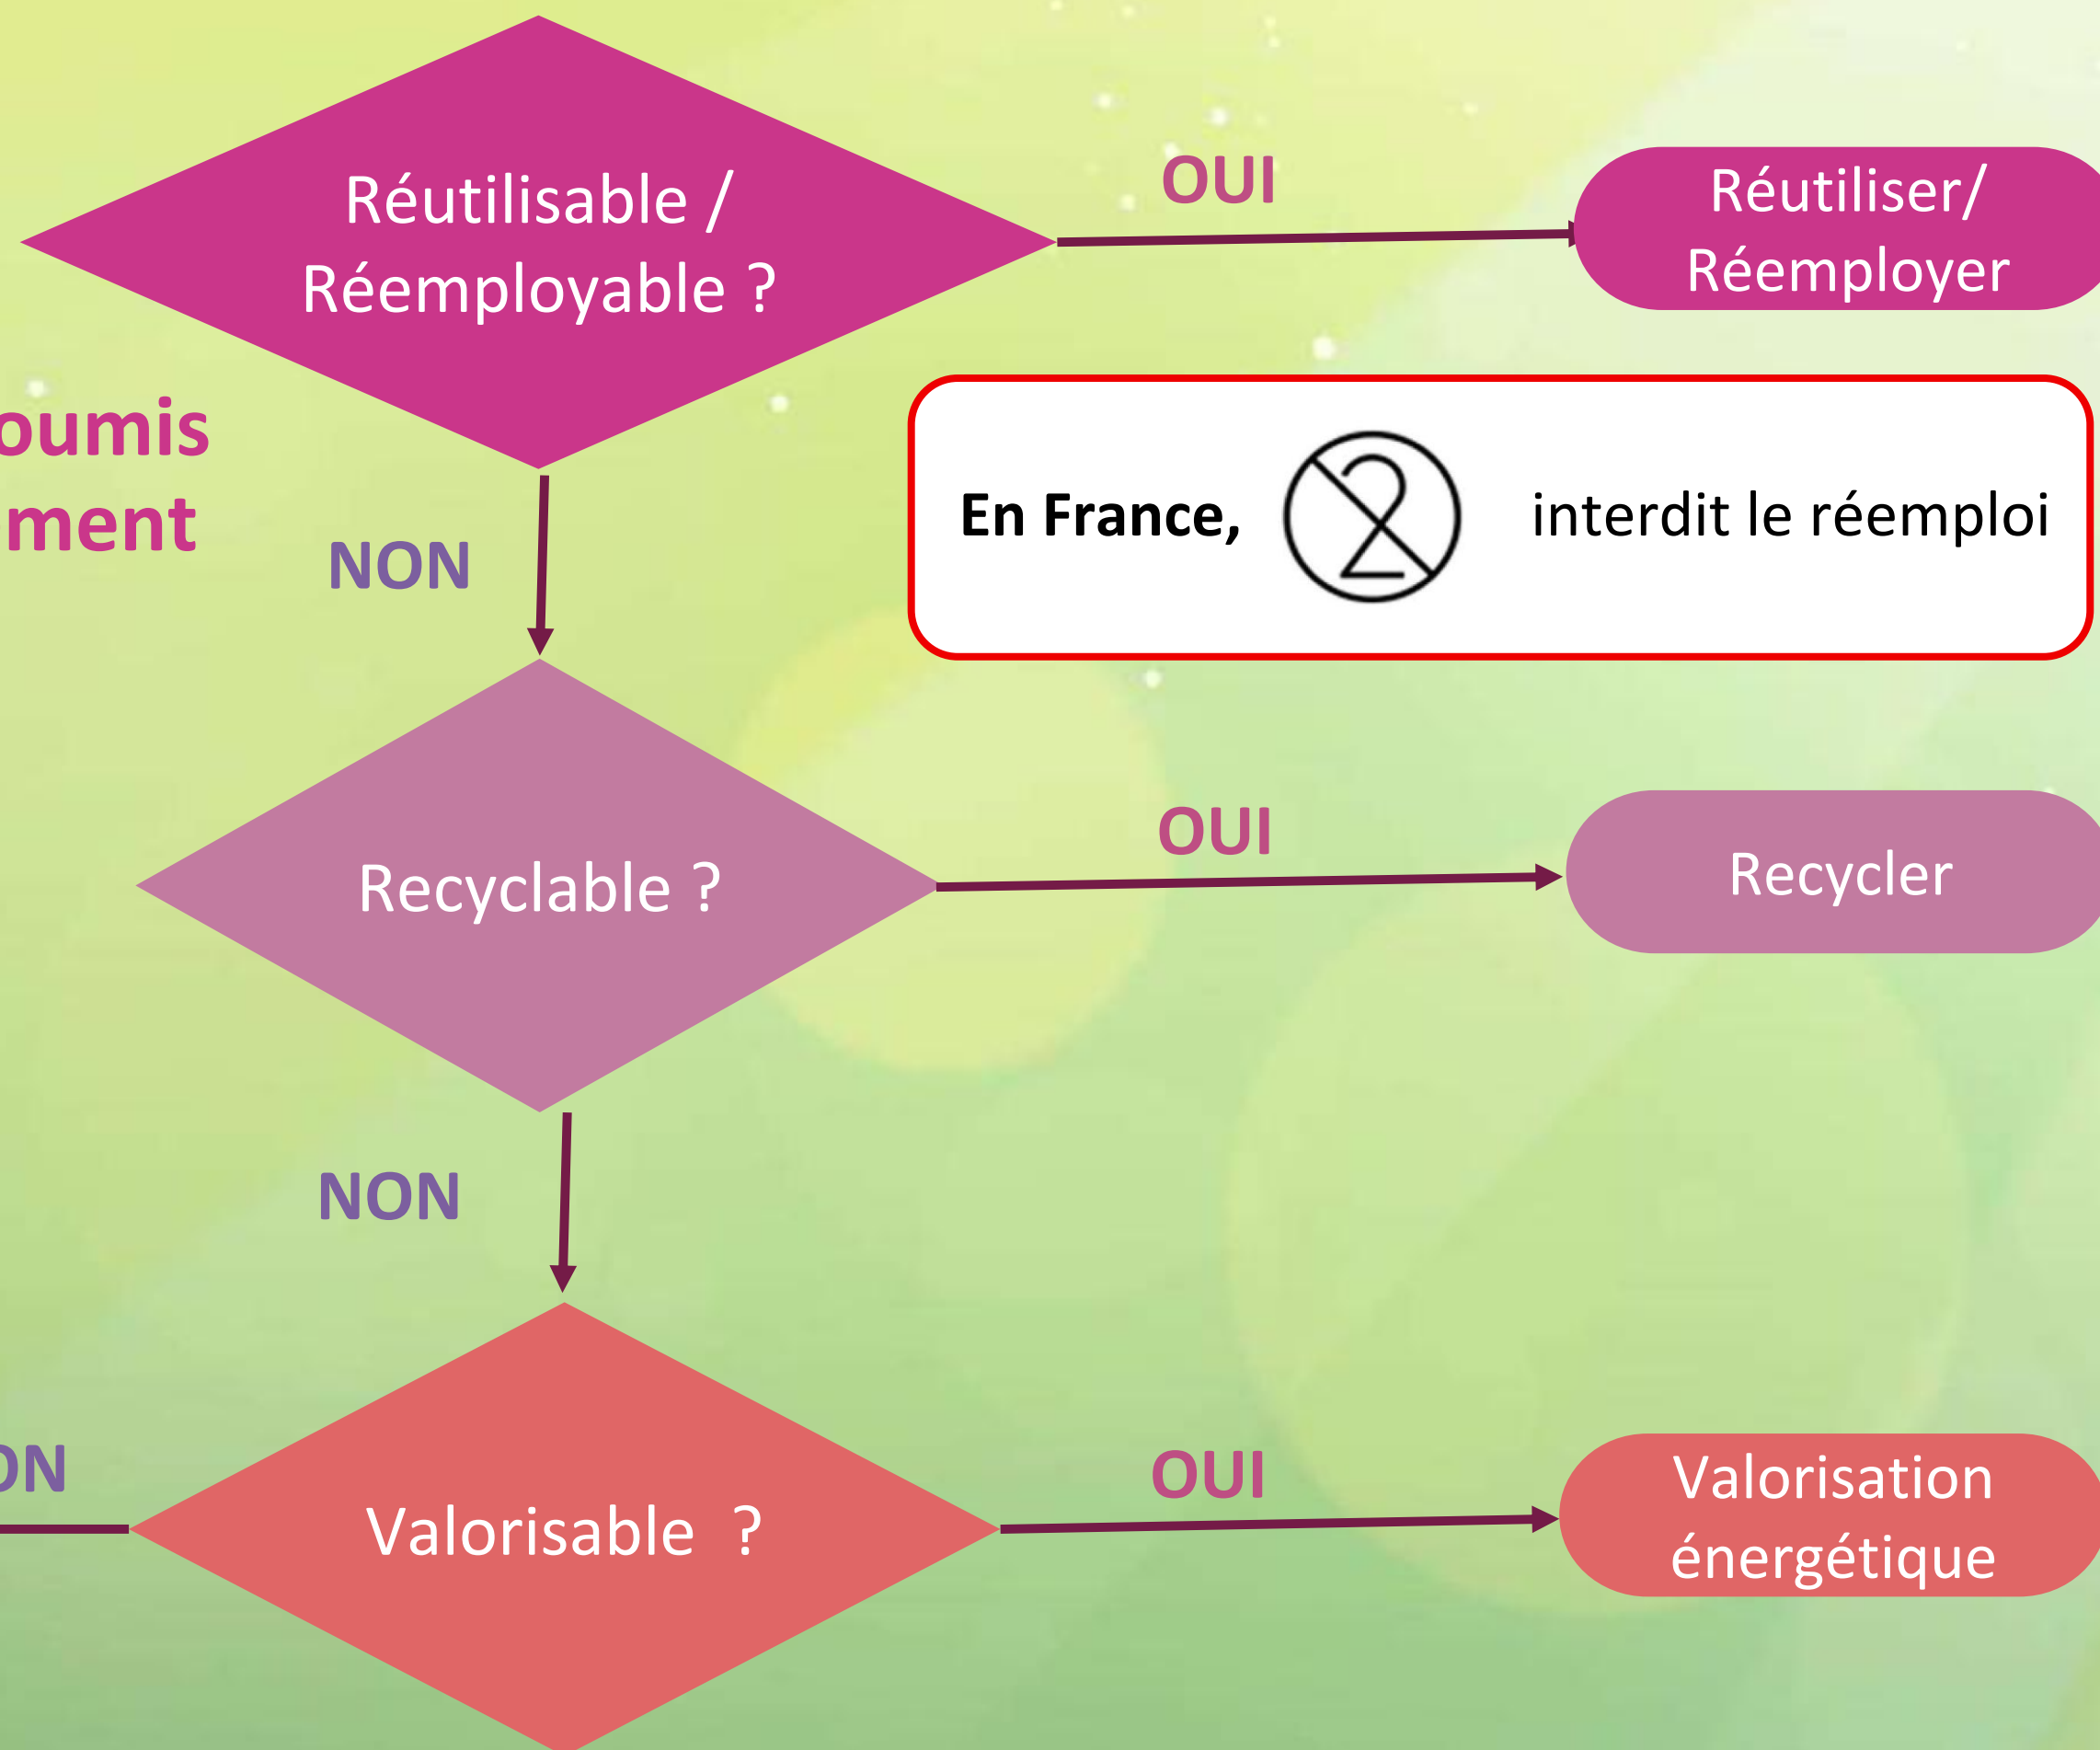 Réutilisable /
Réemployable ?
OUI
Réutiliser/
Réemployer
oumis
ment
NON
En France, 2 interdit le réemploi
Recyclable ?
OUI
Recycler
NON
ON
Valorisable ?
OUI
Valorisation
énergétique